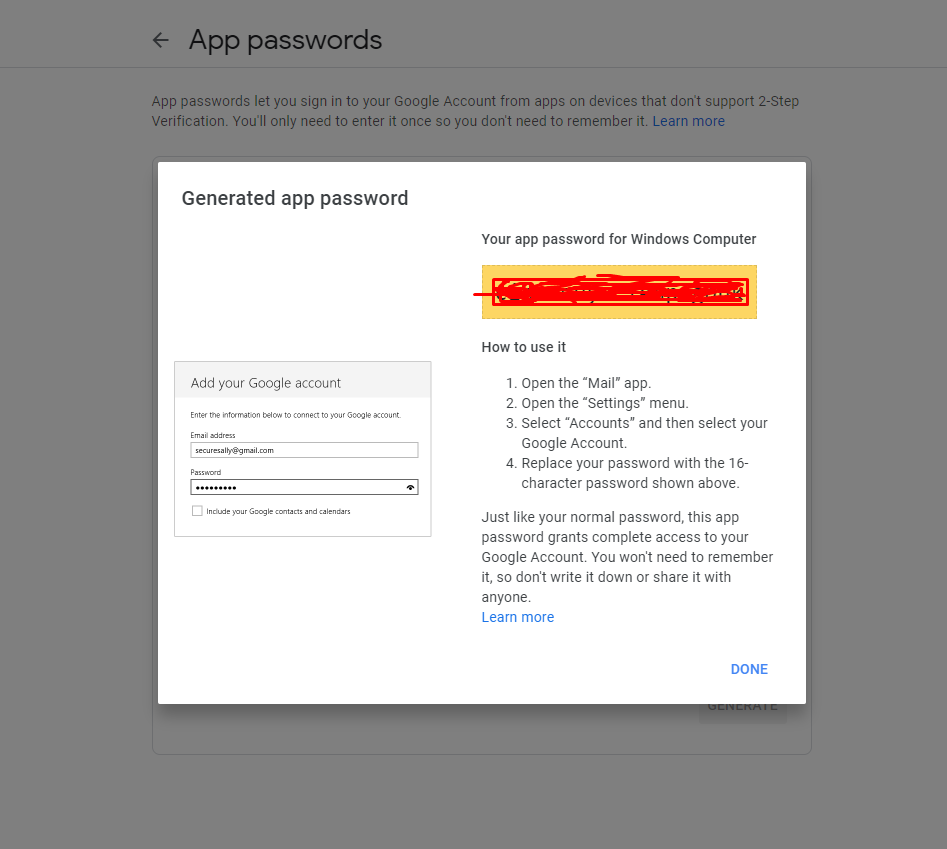 App passwords
App passwords let you sign in to your Google Account from apps on devices that don't support 2-Step
Verification. You'll only need to enter it once so you don't need to remember it. Learn more
Generated app password
Your app password for Windows Computer
How to use it
1. Open the “Mail” app.
2. Open the “Settings” menu.
3. Select “Accounts” and then select your
Google Account.
4. Replace your password with the 16-
character password shown above.
Just like your normal password, this app
password grants complete access to your
Google Account. You won't need to remember
it, so don't write it down or share it with
anyone.
Learn more
Add your Google account
Enter the information below to connect to your Google account.
Email address
securesally@gmail.com
Password
•••••••••
Include your Google contacts and calendars
DONE
GENERATE